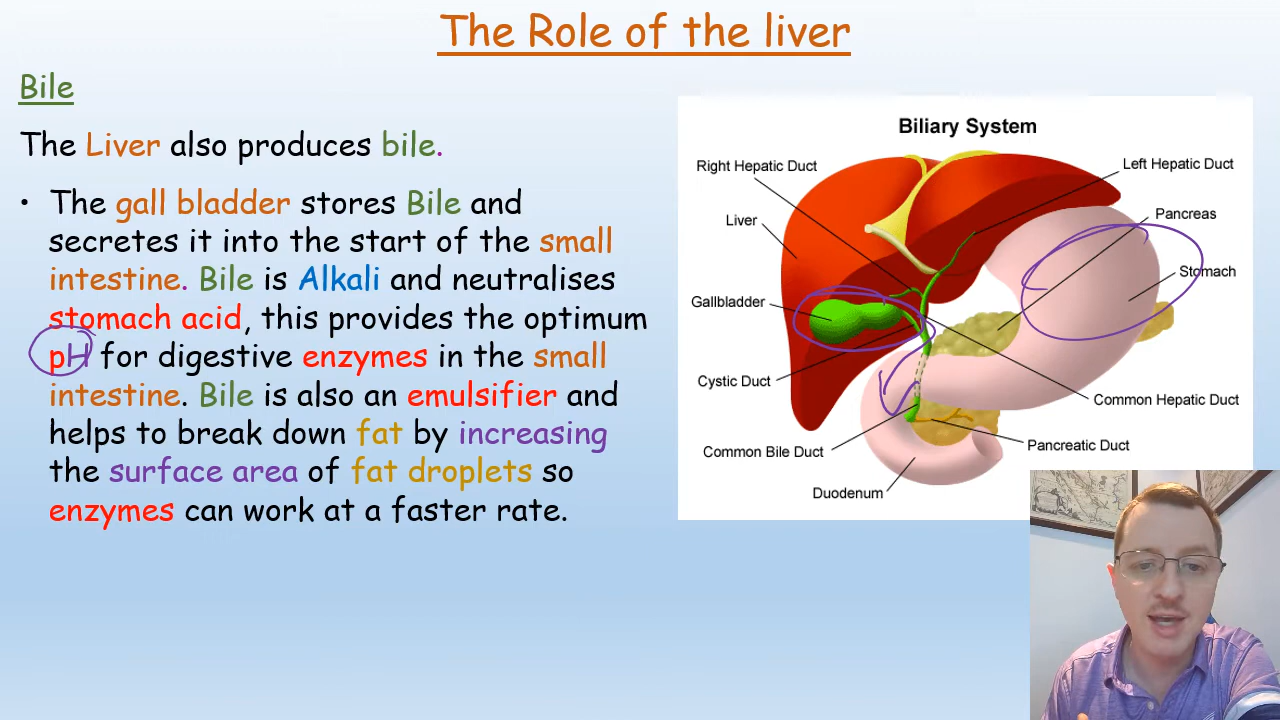 The Role of the liver
Bile
The Liver also produces bile.
• The gall bladder stores Bile and
secretes it into the start of the small
intestine. Bile is Alkali and neutralises
stomach acid, this provides the optimum
pH for digestive enzymes in the small
intestine. Bile is also an emulsifier and
helps to break down fat by increasing
the surface area of fat droplets so
enzymes can work at a faster rate.
Biliary System
Right Hepatic Duct
Left Hepatic Duct
Liver
Pancreas
Stomach
Gallbladder
Cystic Duct
Common Hepatic Duct
Common Bile Duct
Pancreatic Duct
Duodenum